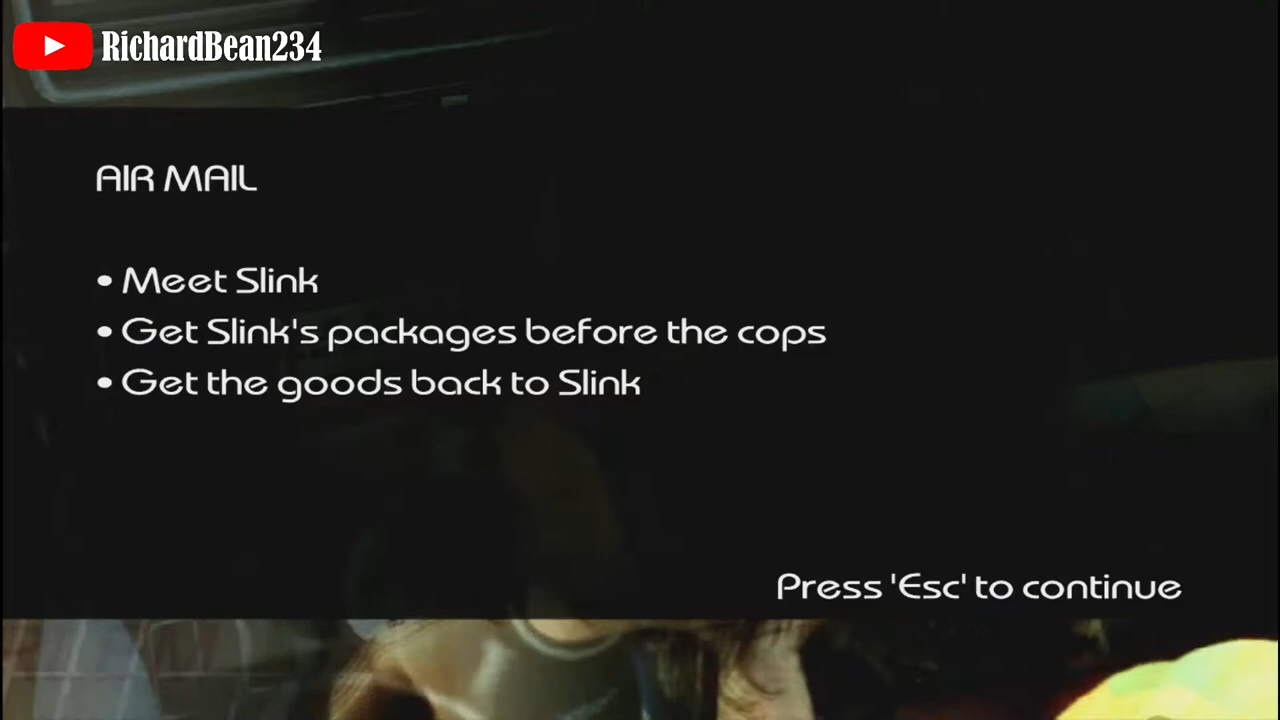 RichardBean234
AIR MAIL
• Meet Slink
• Get Slink's packages before the cops
• Get the goods back to Slink
Press 'Esc' to continue